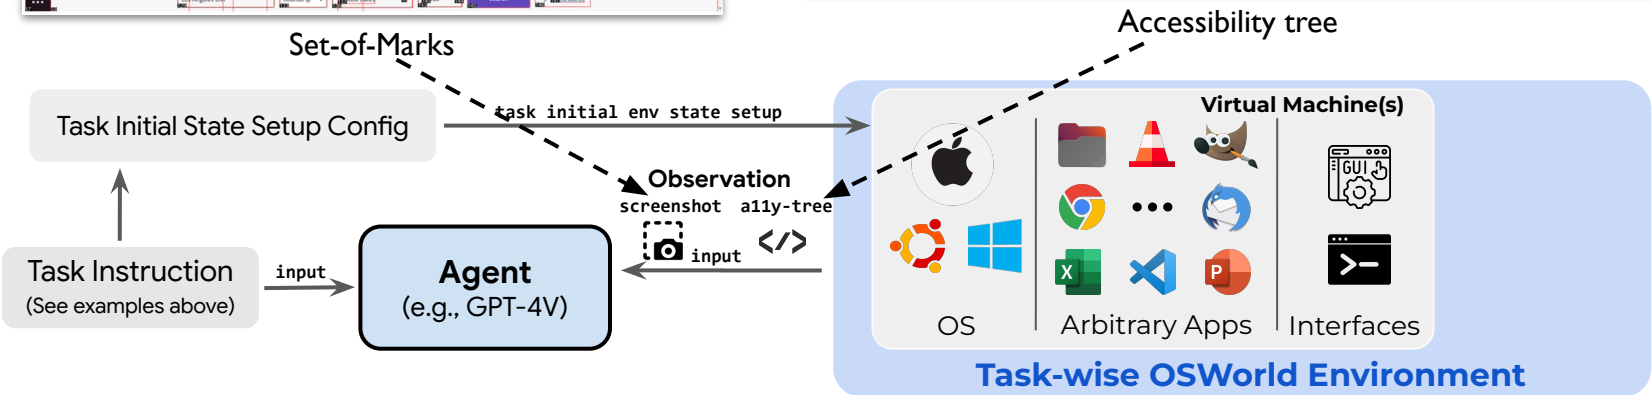 Set-of-Marks
Accessibility tree
Virtual Machine(s)
Task Initial State Setup Config
task initial env state setup
Observation
screenshot a11y-tree
</>
GUI
Task Instruction
(See examples above)
input
Agent
(e.g., GPT-4V)
input
X
P
OS
Arbitrary Apps
Interfaces
Task-wise OSWorld Environment